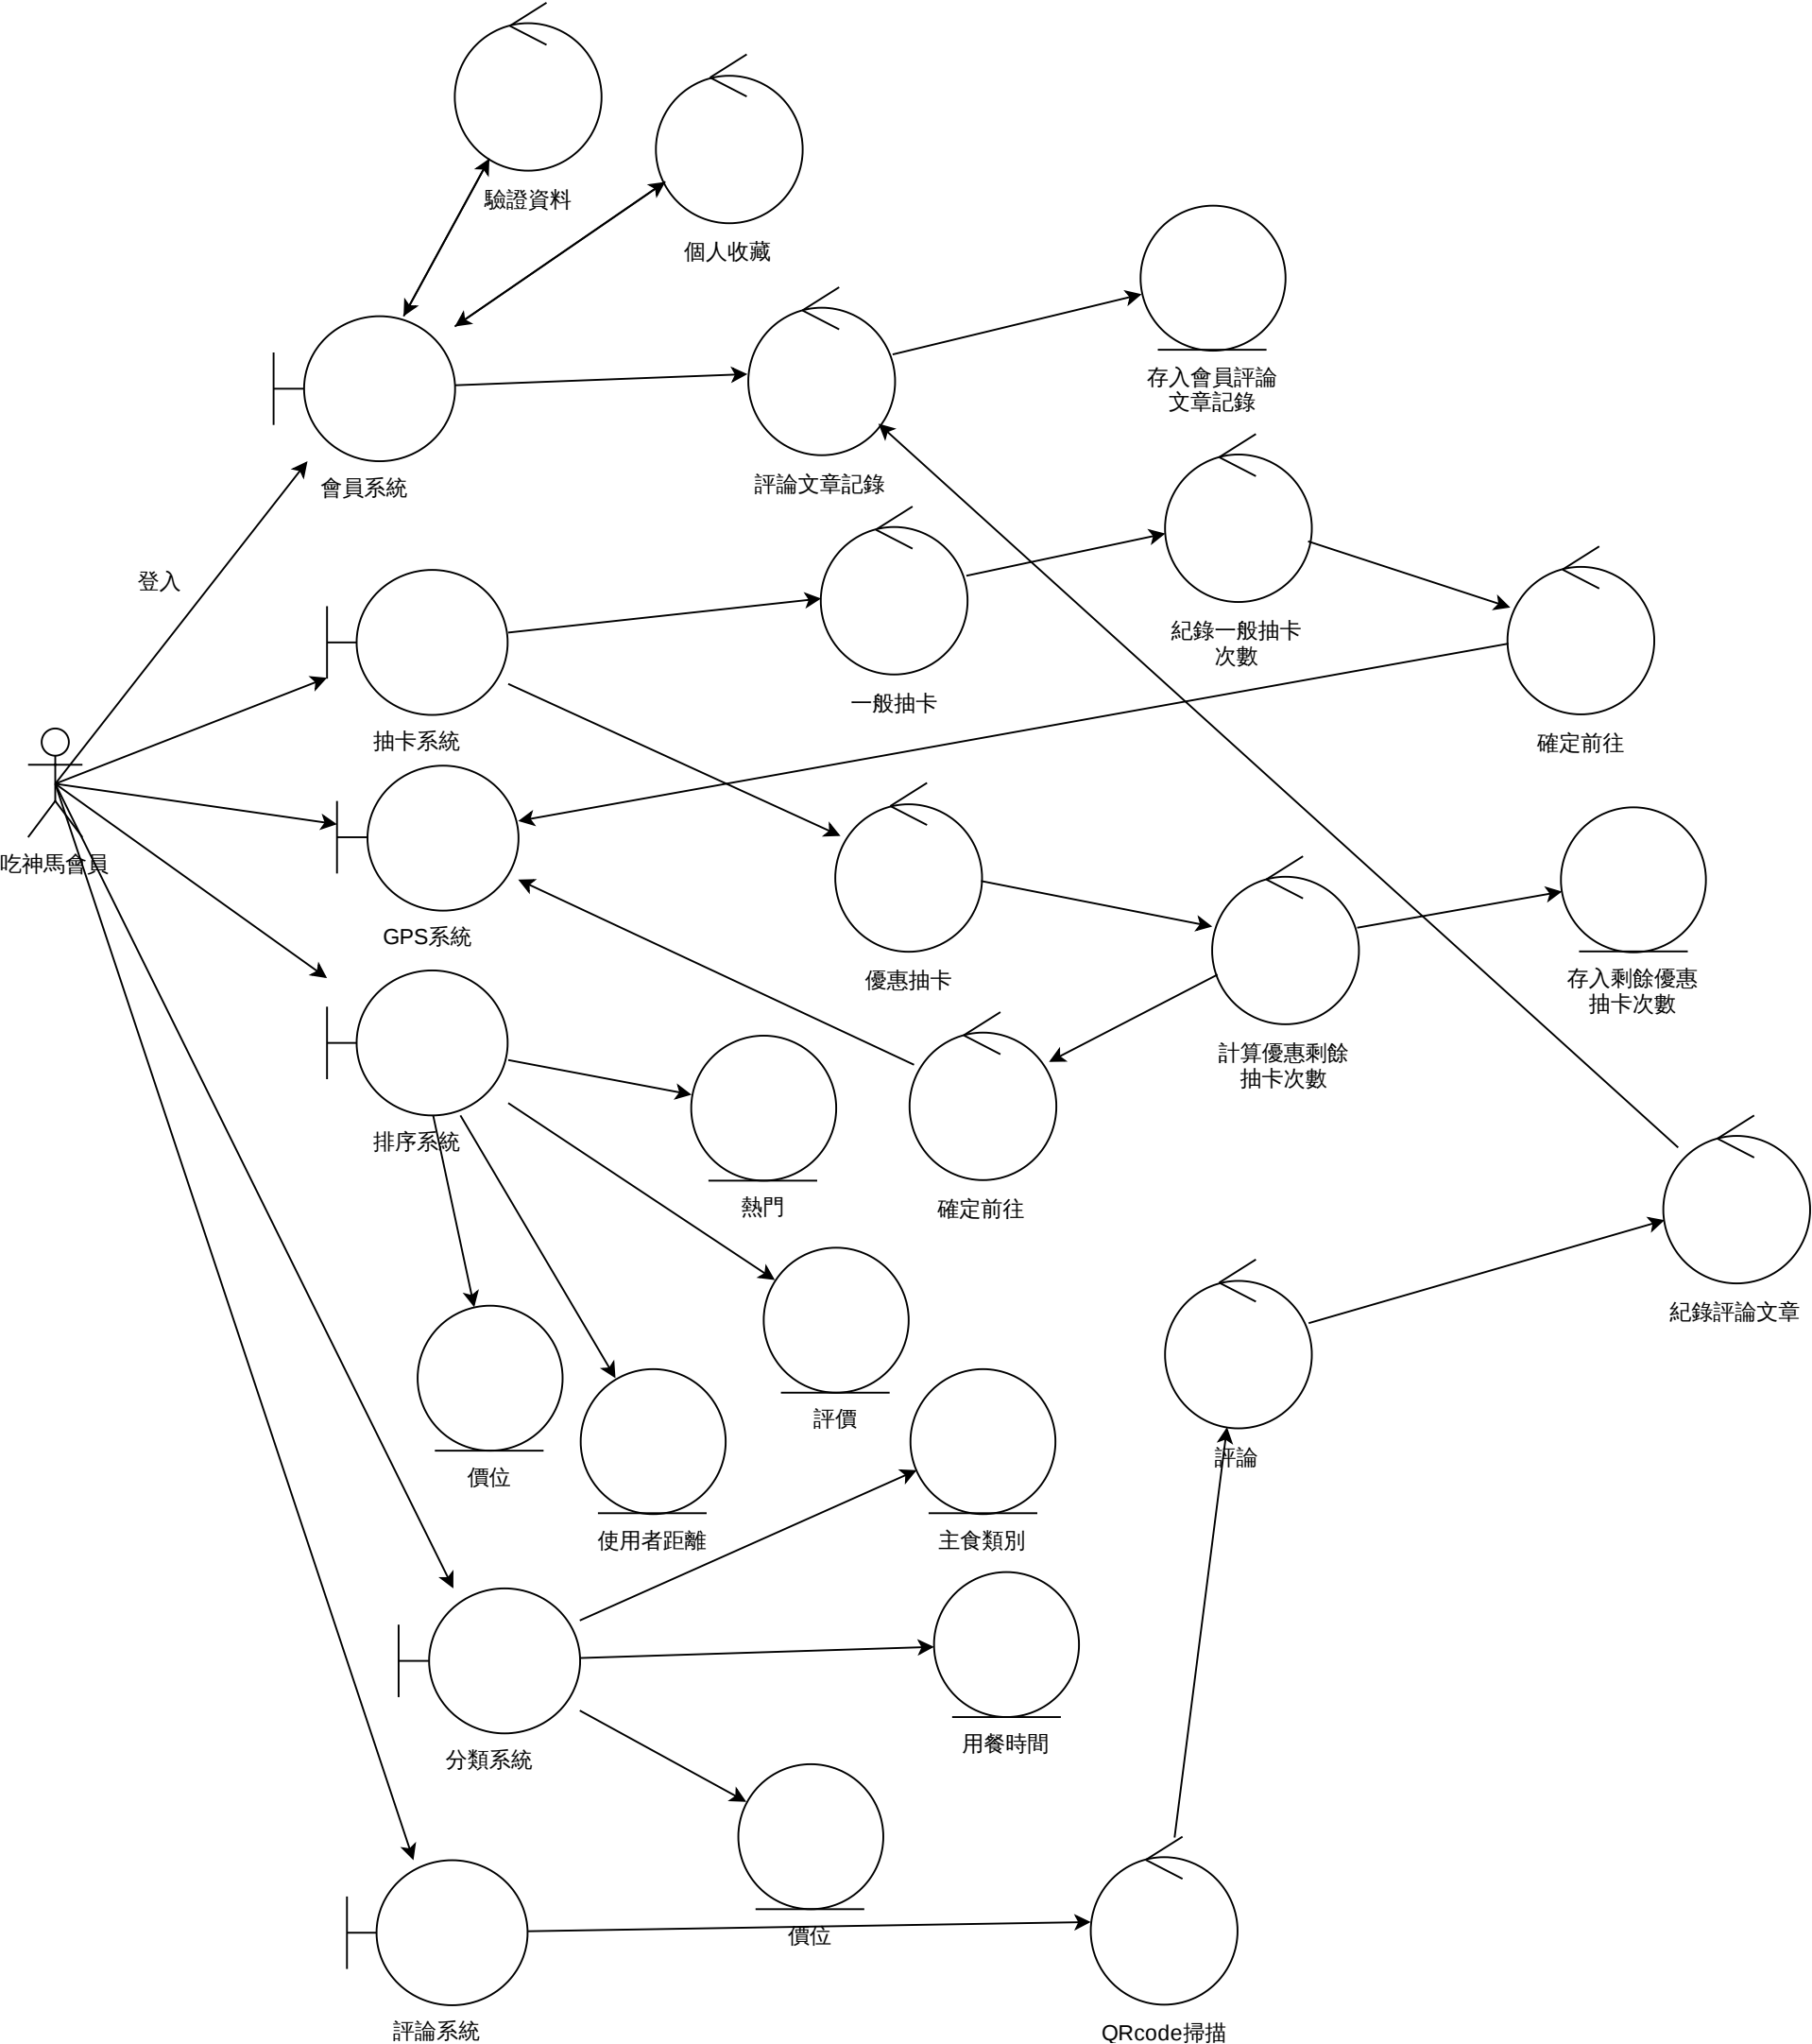 驗證資料
個人收藏
存入會員評論
文章記錄
評論文章記錄
會員系統
登入
紀錄一般抽卡
次數
一般抽卡
抽卡系統
確定前往
吃神馬會員
GPS系統
優惠抽卡
存入剩餘優惠
抽卡次數
計算優惠剩餘
抽卡次數
排序系統
熱門
確定前往
紀錄評論文章
評價
評論
價位
使用者距離
主食類別
用餐時間
分類系統
價位
評論系統
QRcode掃描